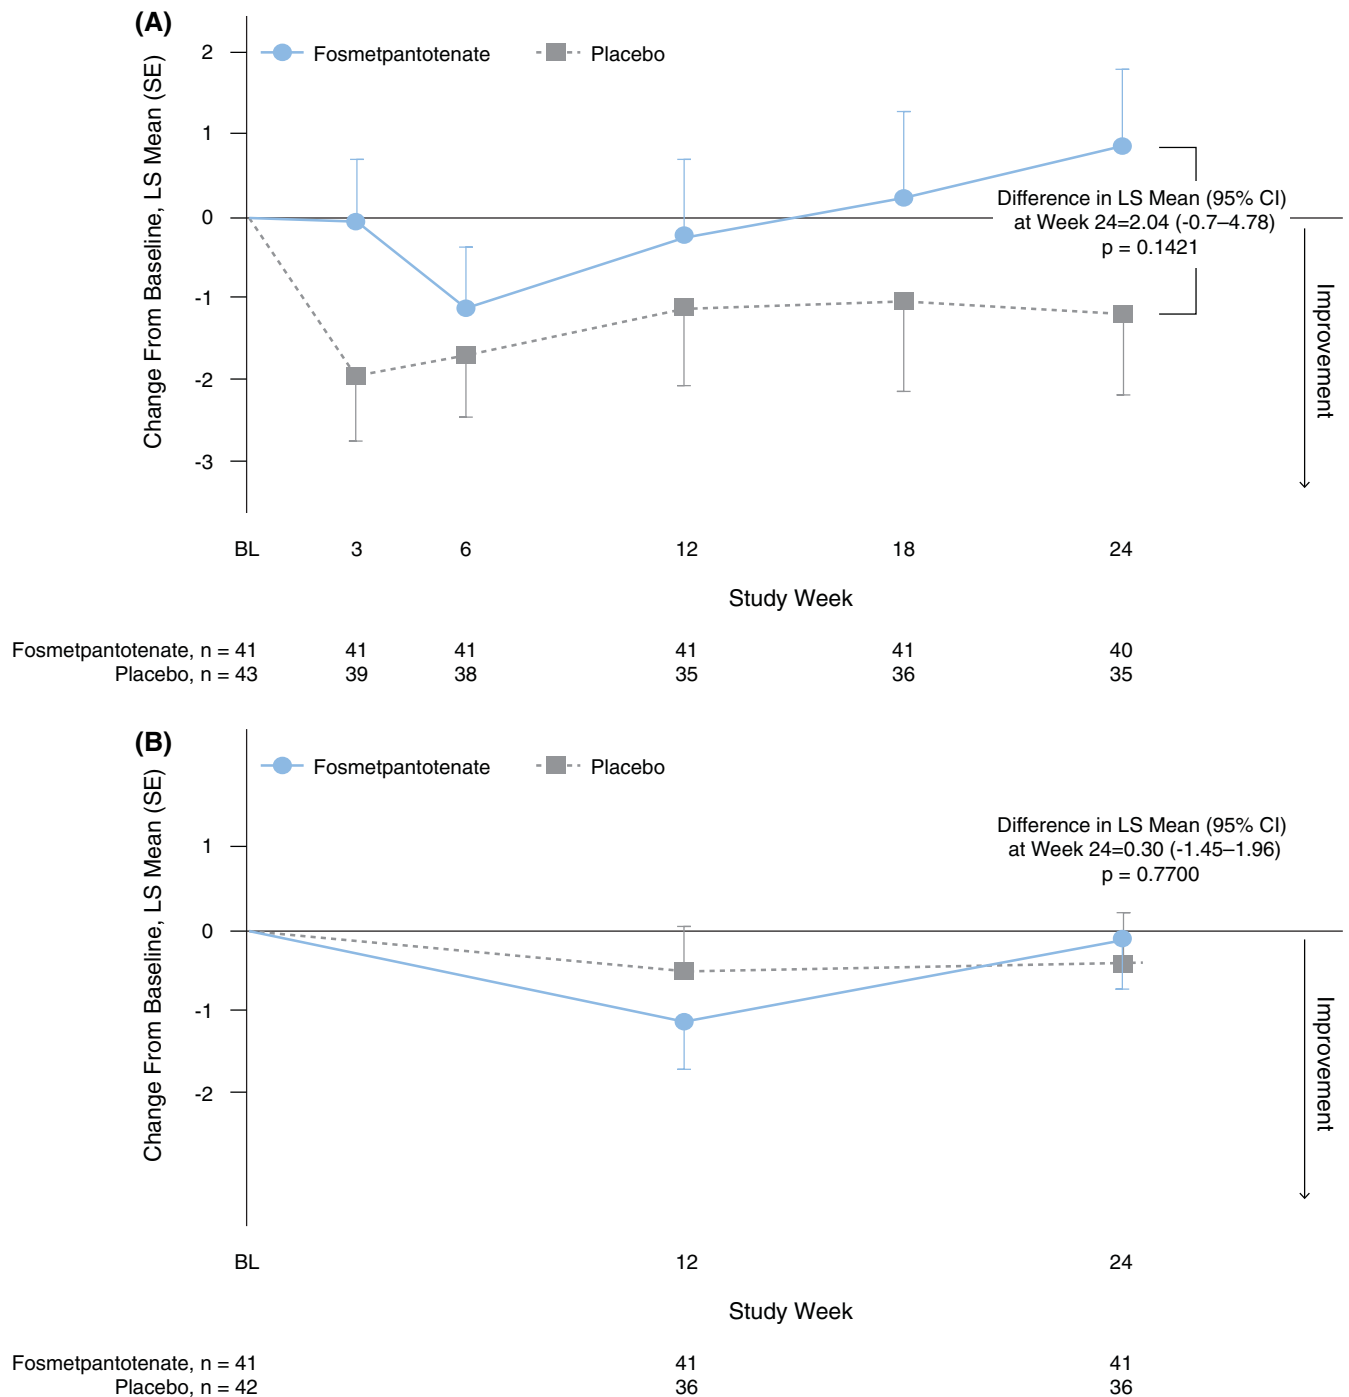 (A)
Change From Baseline, LS Mean (SE)
Fosmetpantotenate
Placebo
2
1
0
-1
-2
-3
Difference in LS Mean (95% CI)
at Week 24=2.04 (-0.7–4.78)
p = 0.1421
Improvement
BL 3 6 12 18 24
Study Week
Fosmetpantotenate, n = 41 41 41 41 41 40
Placebo, n = 43 39 38 35 36 35
(B)
Change From Baseline, LS Mean (SE)
Fosmetpantotenate
Placebo
1
0
-1
-2
Difference in LS Mean (95% CI)
at Week 24=0.30 (-1.45–1.96)
p = 0.7700
Improvement
BL 12 24
Study Week
Fosmetpantotenate, n = 41 41 41
Placebo, n = 42 36 36